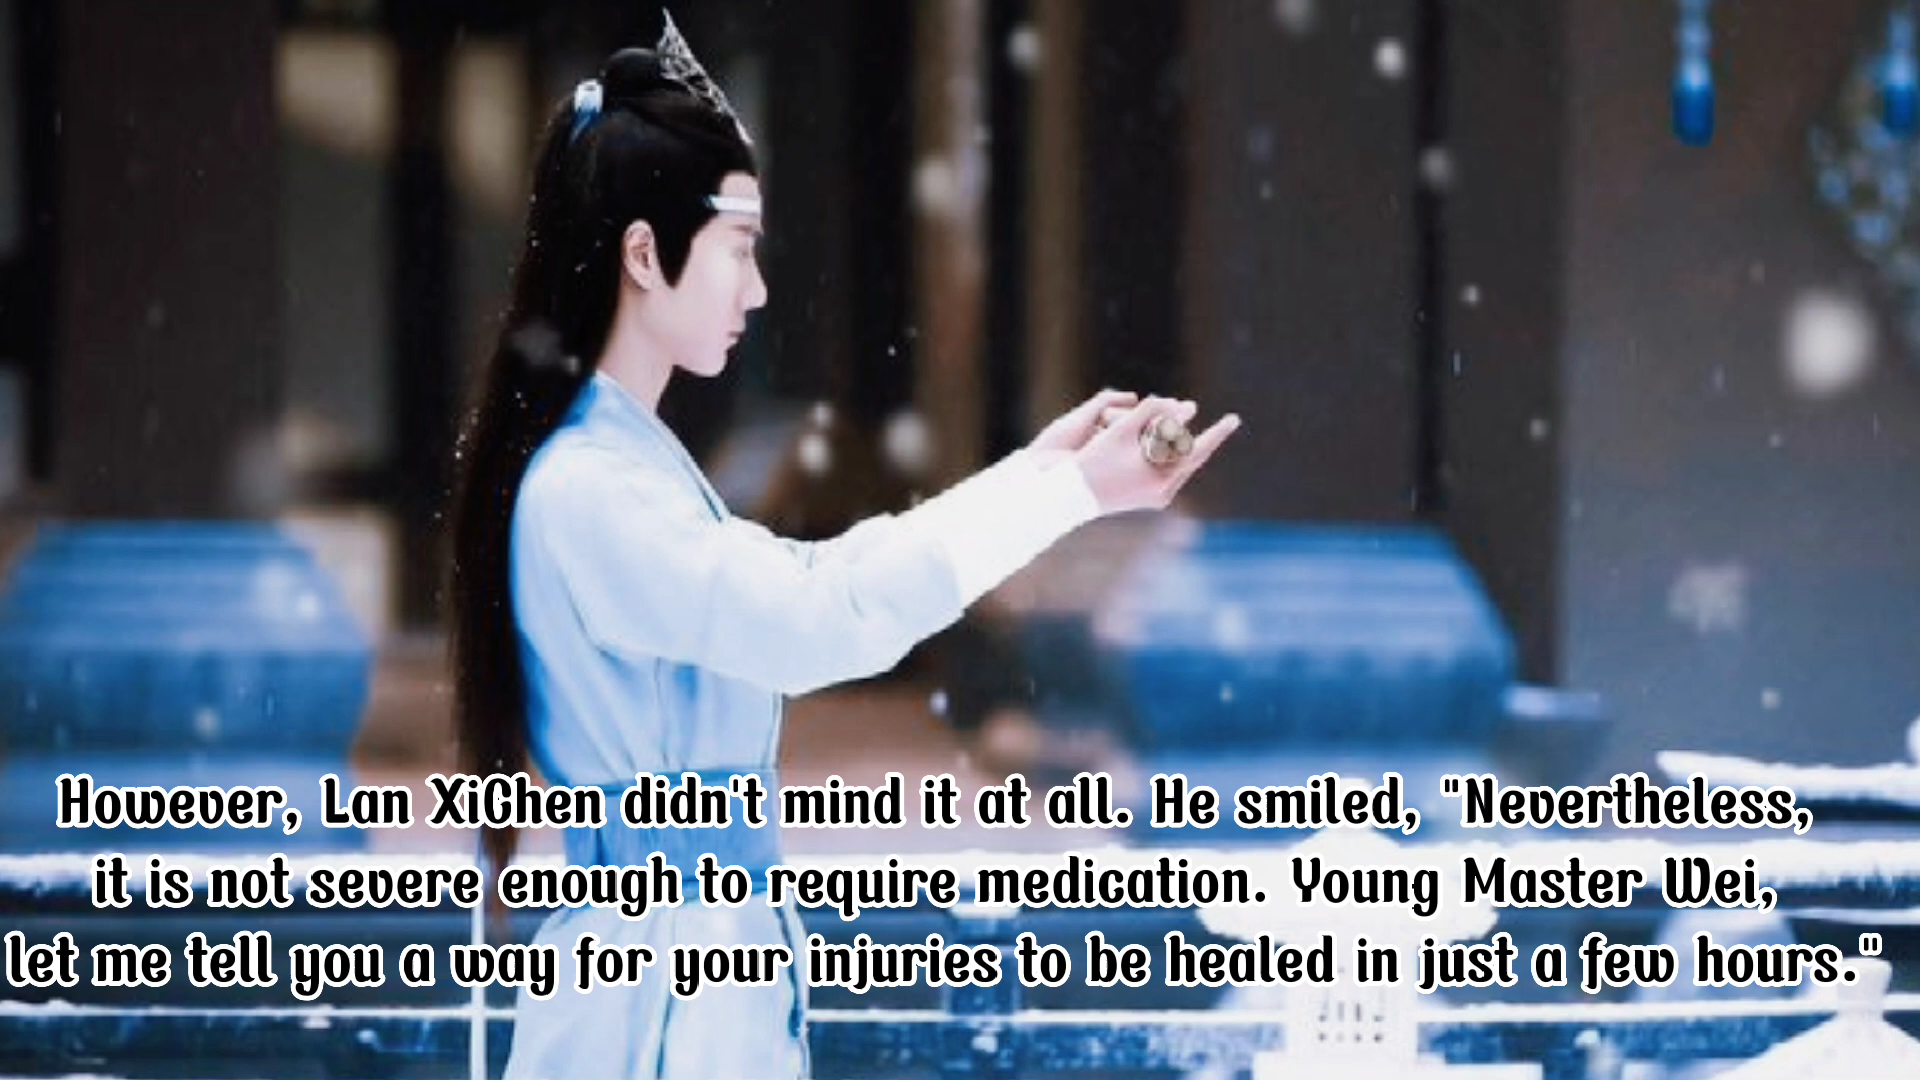 However, Lan XiChen didn't mind it at all. He smiled, "Nevertheless,
it is not severe enough to require medication. Young Master Wei,
let me tell you a way for your injuries to be healed in just a few hours."